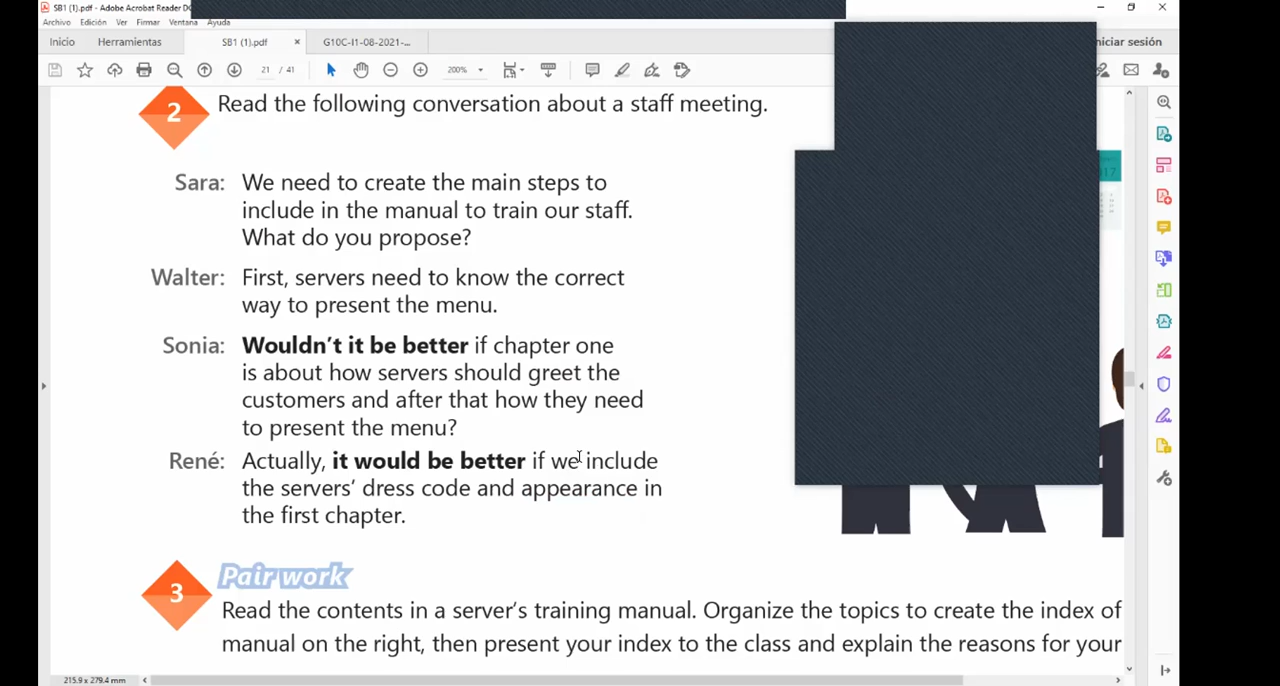 SB1 (1).pdf - Adobe Acrobat Reader DC
Archivo Edición Ver Firmar Ventana Ayuda
Inicio Herramientas SB1 (1).pdf × G10C-I1-08-2021-... niciar sesión
21 / 41 200%
2 Read the following conversation about a staff meeting.
17
Sara: We need to create the main steps to
include in the manual to train our staff.
What do you propose?
Walter: First, servers need to know the correct
way to present the menu.
Sonia: Wouldn't it be better if chapter one
is about how servers should greet the
customers and after that how they need
to present the menu?
René: Actually, it would be better if we include
the servers' dress code and appearance in
the first chapter.
3 Pair work
Read the contents in a server's training manual. Organize the topics to create the index of
manual on the right, then present your index to the class and explain the reasons for your
215.9 x 279.4 mm